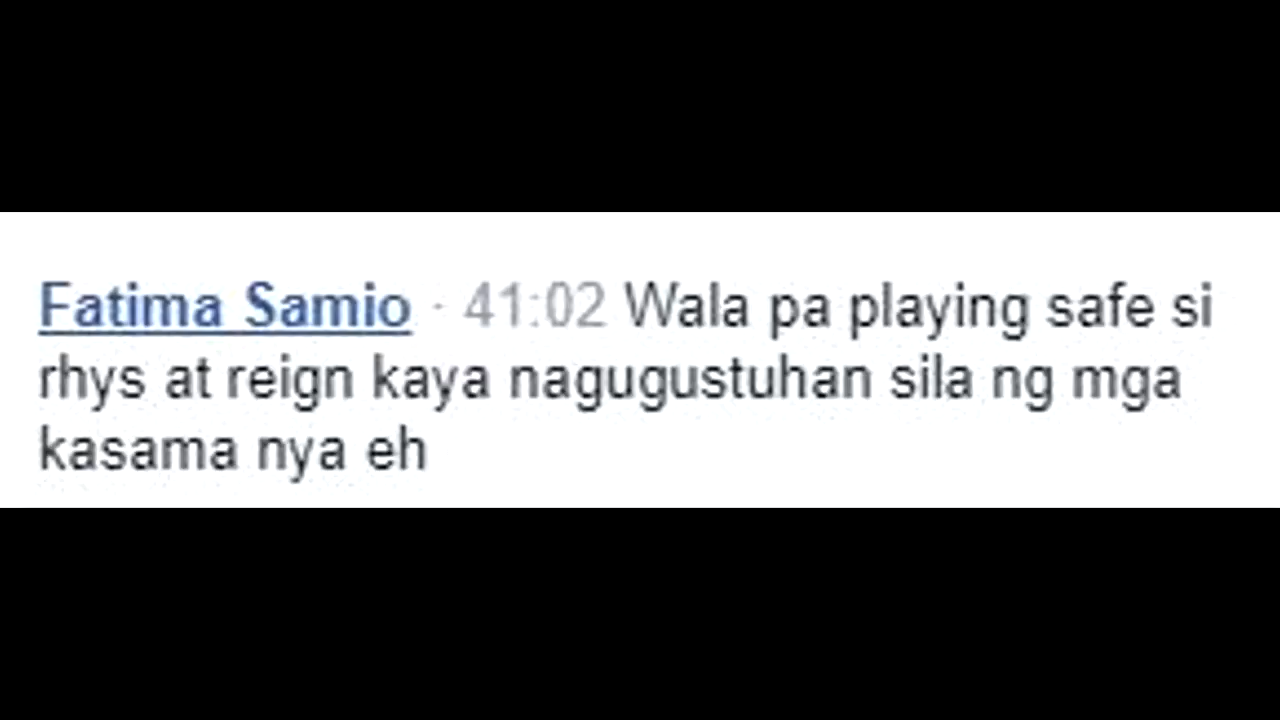 Fatima Samio · 41:02 Wala pa playing safe si
rhys at reign kaya nagugustuhan sila ng mga
kasama nya eh